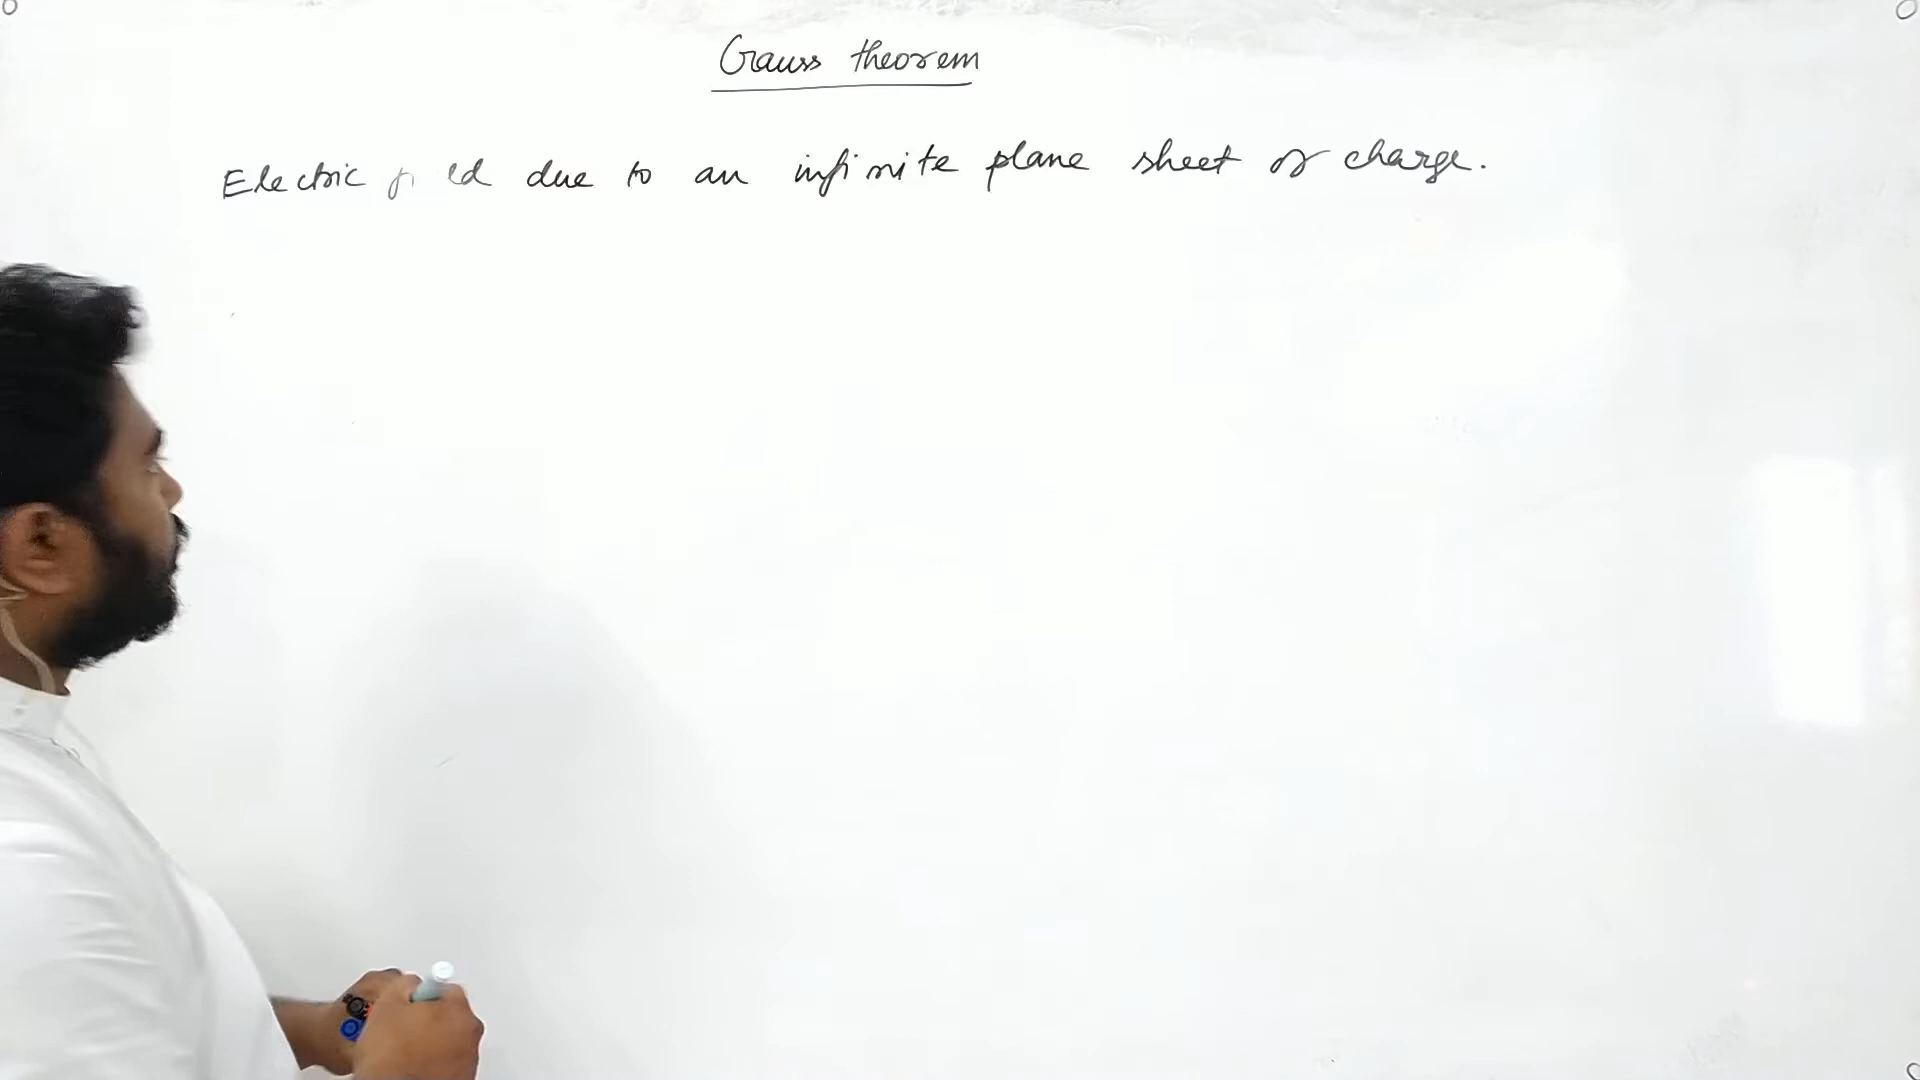 Gauss theorem
Electric field due to an infinite plane sheet of charge.